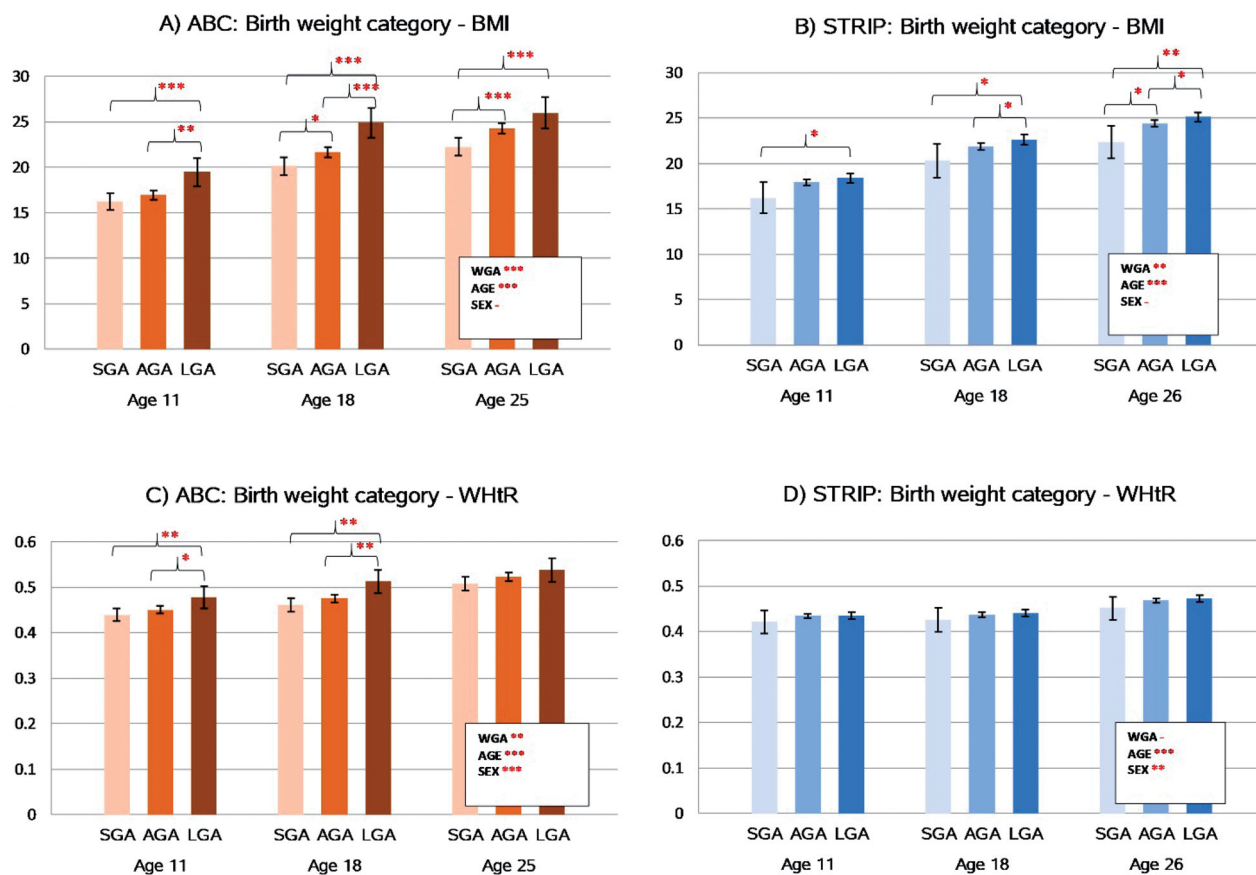 A) ABC: Birth weight category - BMI
***
***
***
***
***
**
*
30
25
20
15
10
5
0
WGA ***
AGE ***
SEX -
SGA AGA LGA SGA AGA LGA SGA AGA LGA
Age 11 Age 18 Age 25
B) STRIP: Birth weight category - BMI
**
*
*
*
*
*
30
25
20
15
10
5
0
WGA **
AGE ***
SEX -
SGA AGA LGA SGA AGA LGA SGA AGA LGA
Age 11 Age 18 Age 26
C) ABC: Birth weight category - WHtR
**
**
*
**
0.6
0.5
0.4
0.3
0.2
0.1
0
WGA **
AGE ***
SEX ***
SGA AGA LGA SGA AGA LGA SGA AGA LGA
Age 11 Age 18 Age 25
D) STRIP: Birth weight category - WHtR
0.6
0.5
0.4
0.3
0.2
0.1
0
WGA -
AGE ***
SEX **
SGA AGA LGA SGA AGA LGA SGA AGA LGA
Age 11 Age 18 Age 26